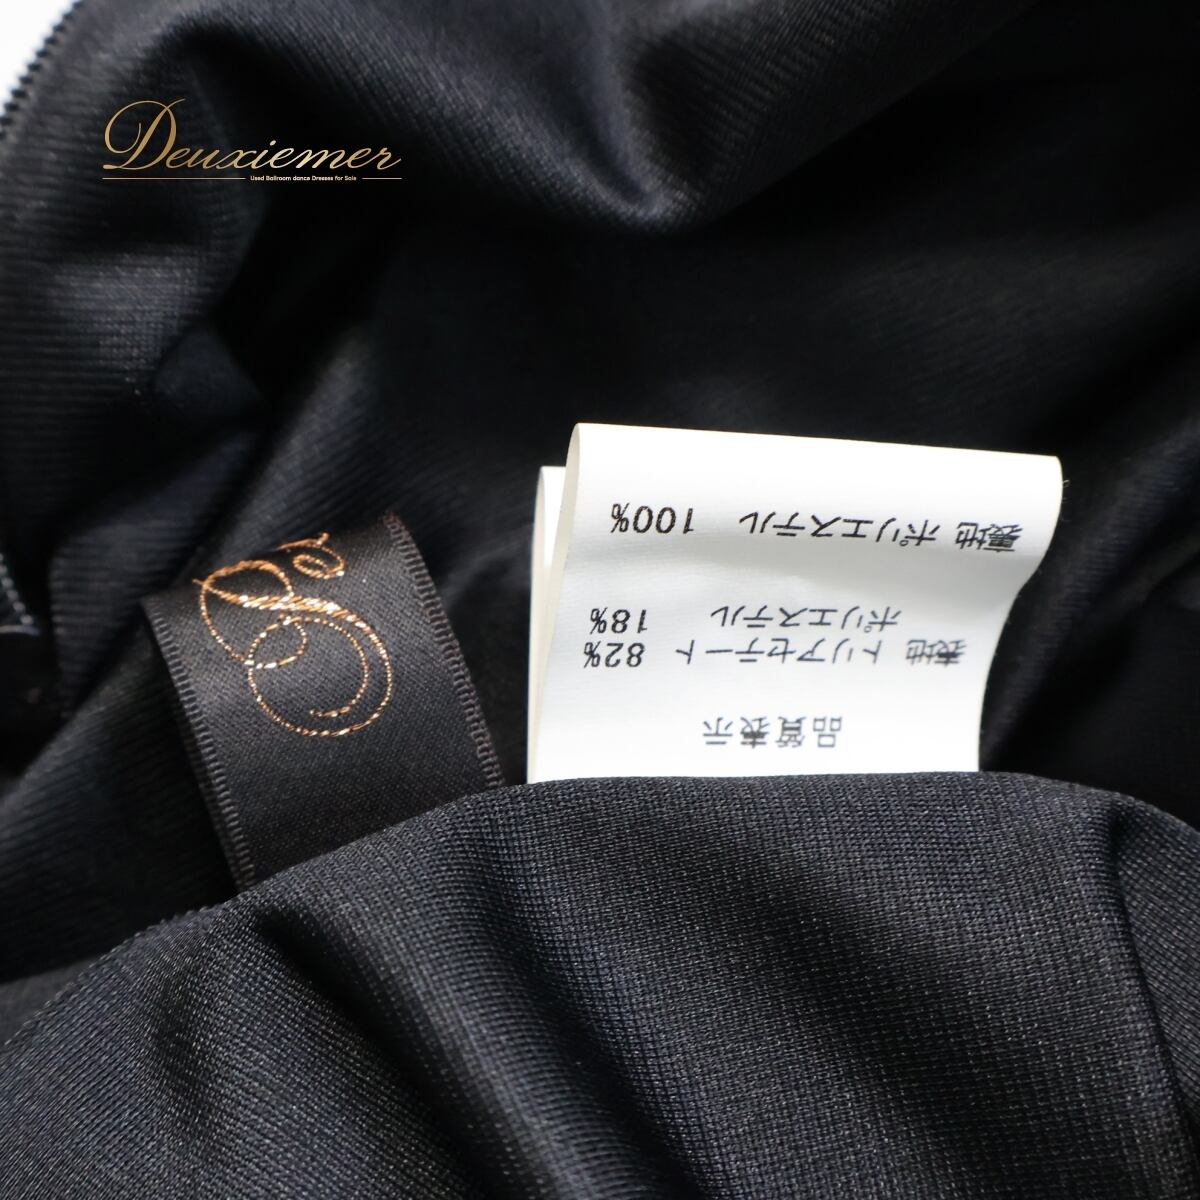 Deuxiemer
Used Ballroom dance Dresses for Sale
品質表示
表地 トリアセテート 82%
ポリエステル 18%
裏地 ポリエステル 100%